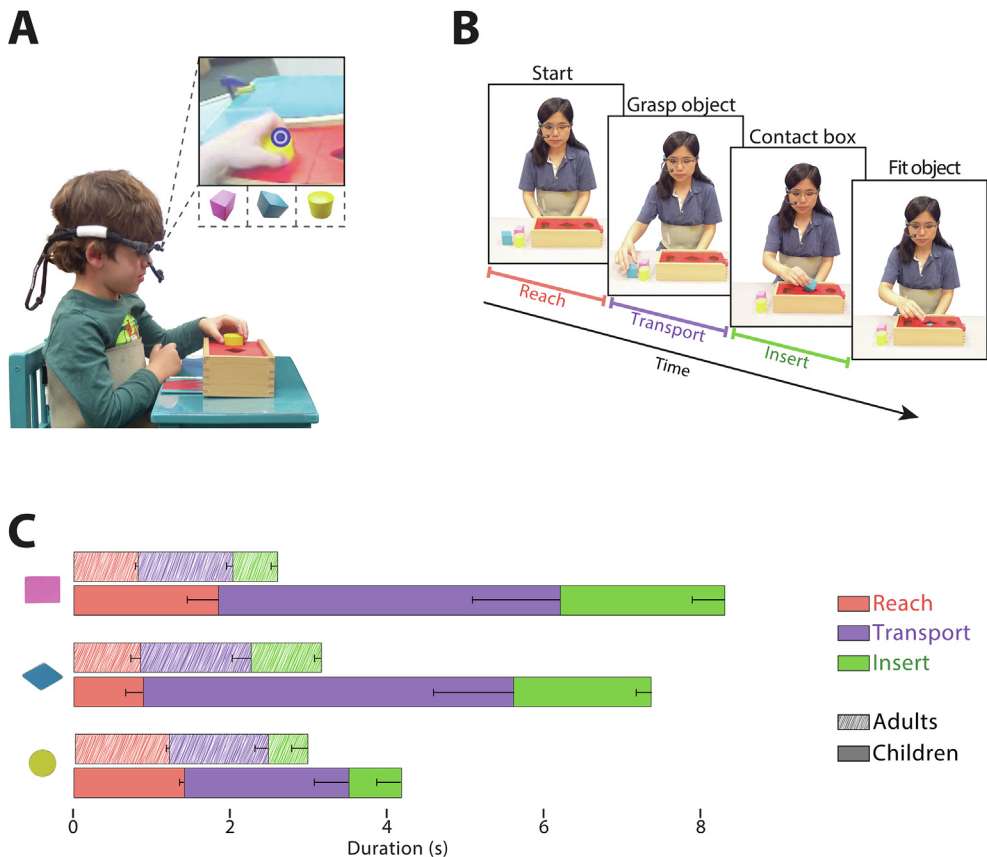 A
B
Start
Grasp object
Contact box
Fit object
Reach
Transport
Insert
Time
C
Reach
Transport
Insert
Adults
Children
0 2 4 6 8
Duration (s)